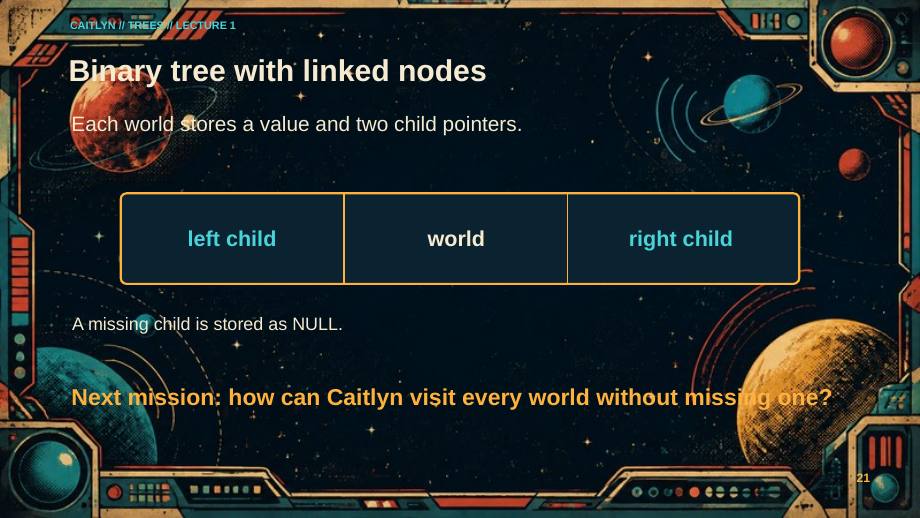 CAITLYN // TREES // LECTURE 1
Binary tree with linked nodes
Each world stores a value and two child pointers.
left child
world
right child
A missing child is stored as NULL.
Next mission: how can Caitlyn visit every world without missing one?
21